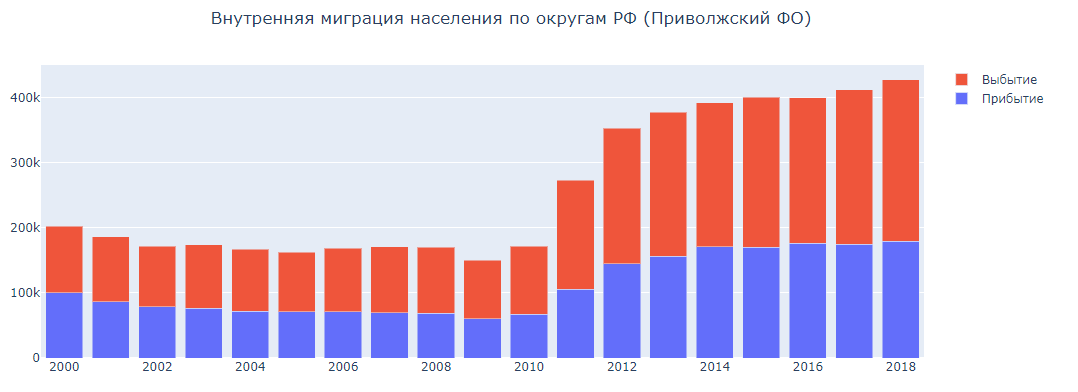 Внутренняя миграция населения по округам РФ (Приволжский ФО)
Выбытие
Прибытие
400k
300k
200k
100k
0
2000 2002 2004 2006 2008 2010 2012 2014 2016 2018